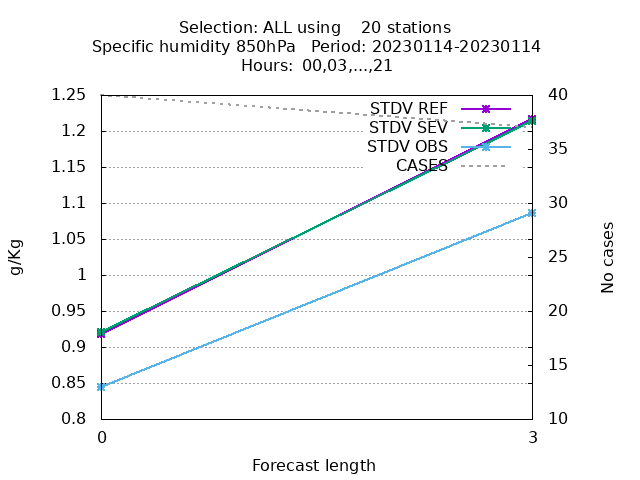 Selection: ALL using    20 stations
Specific humidity 850hPa   Period: 20230114-20230114
Hours:  00,03,...,21
1.25
1.2
1.15
1.1
1.05
1
0.95
0.9
0.85
0.8
g/Kg
STDV REF
STDV SEV
STDV OBS
CASES
40
35
30
25
20
15
10
No cases
0
3
Forecast length